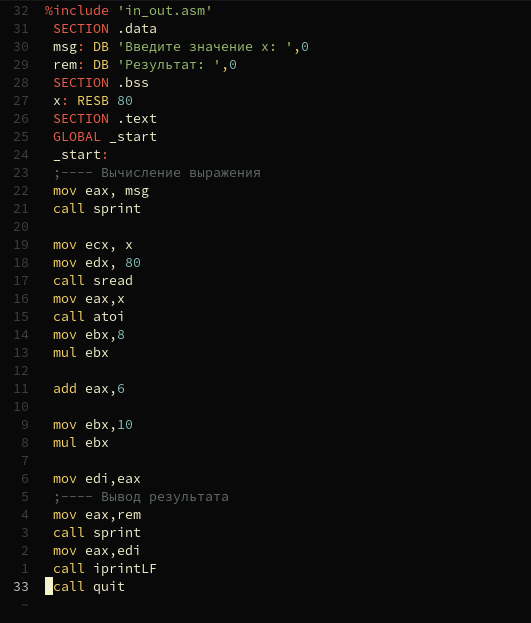 32 %include 'in_out.asm'
31 SECTION .data
30 msg: DB 'Введите значение x: ',0
29 rem: DB 'Результат: ',0
28 SECTION .bss
27 x: RESB 80
26 SECTION .text
25 GLOBAL _start
24 _start:
23 ;---- Вычисление выражения
22 mov eax, msg
21 call sprint
20
19 mov ecx, x
18 mov edx, 80
17 call sread
16 mov eax,x
15 call atoi
14 mov ebx,8
13 mul ebx
12
11 add eax,6
10
9 mov ebx,10
8 mul ebx
7
6 mov edi,eax
5 ;---- Вывод результата
4 mov eax,rem
3 call sprint
2 mov eax,edi
1 call iprintLF
33 call quit
~